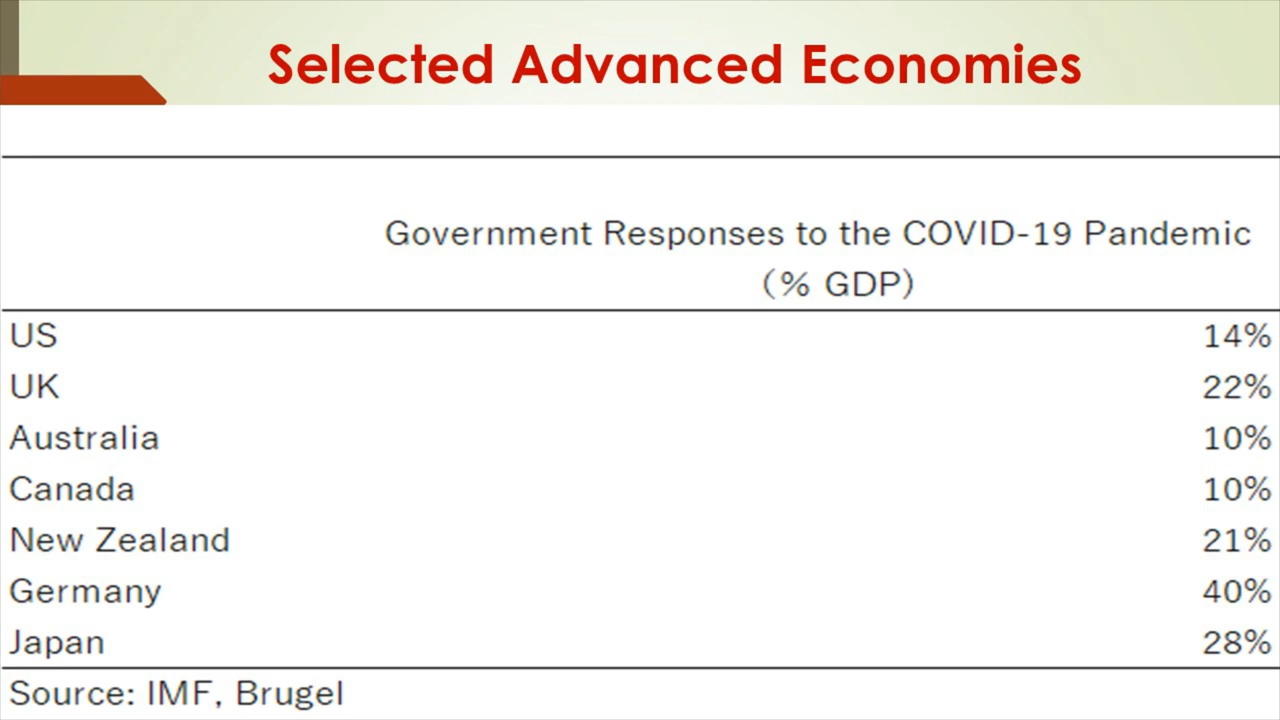 Selected Advanced Economies
Government Responses to the COVID-19 Pandemic
(% GDP)
US 14%
UK 22%
Australia 10%
Canada 10%
New Zealand 21%
Germany 40%
Japan 28%
Source: IMF, Brugel